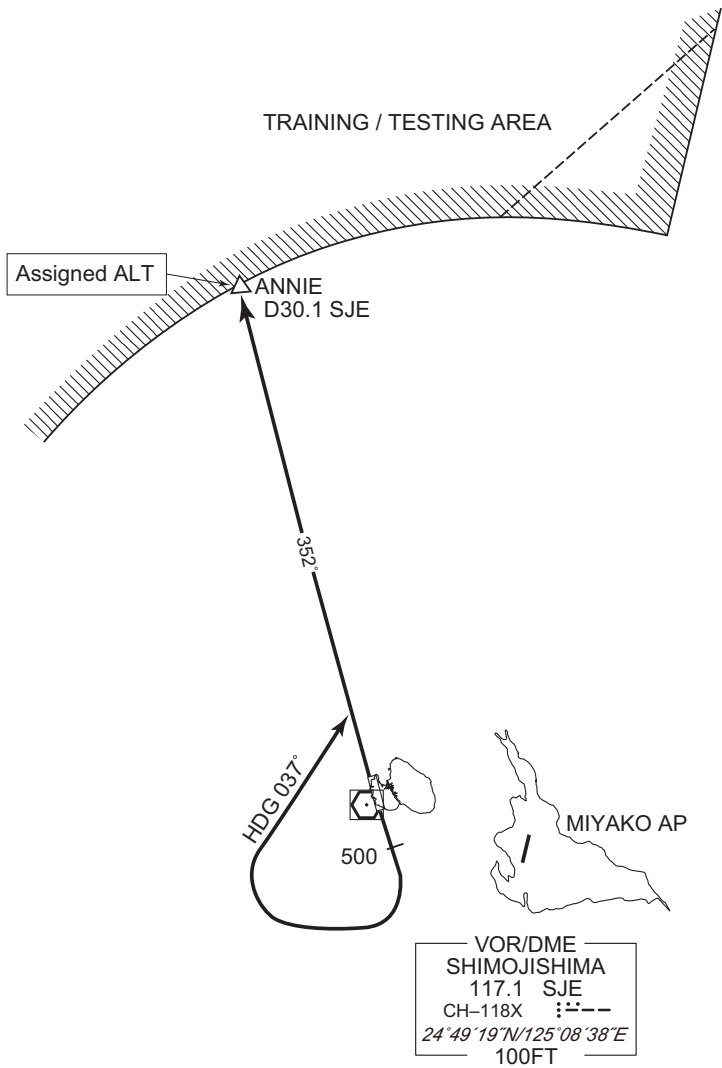 TRAINING / TESTING AREA
Assigned ALT
ANNIE
D30.1 SJE
352°
HDG 037°
500
MIYAKO AP
VOR/DME
SHIMOJISHIMA
117.1 SJE
CH–118X
24°49´19˝N/125°08´38˝E
100FT